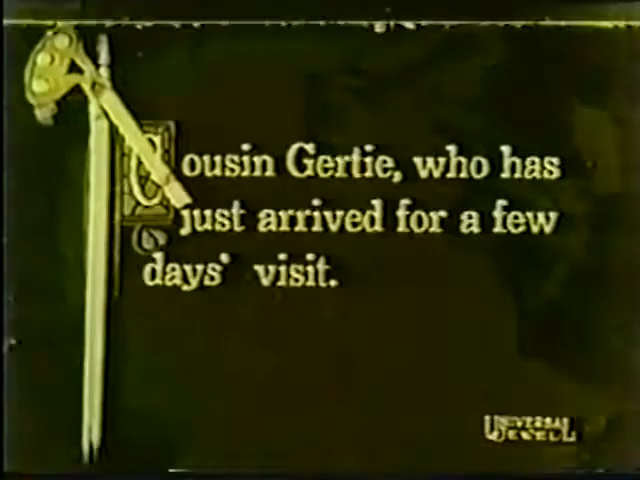 Cousin Gertie, who has
just arrived for a few
days' visit.
UNIVERSAL
JEWEL